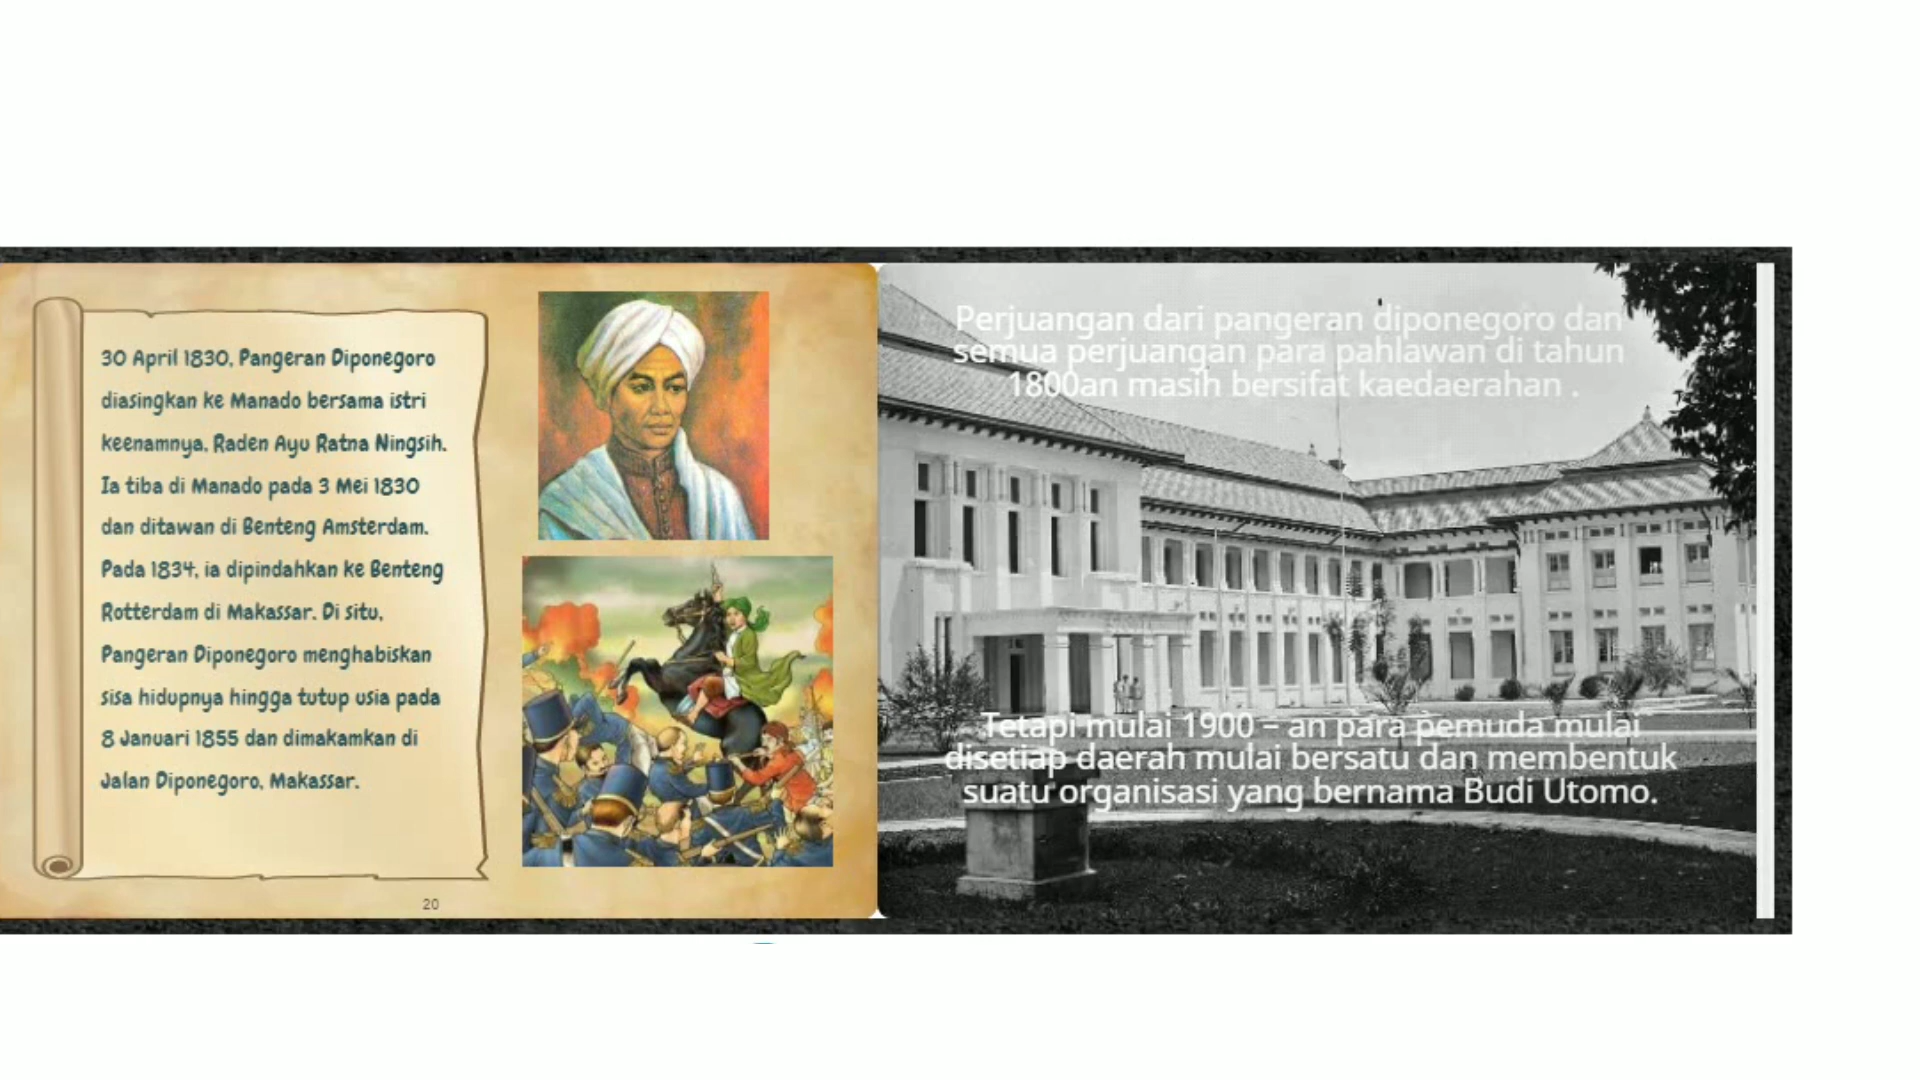 30 April 1830, Pangeran Diponegoro
diasingkan ke Manado bersama istri
keenamnya, Raden Ayu Ratna Ningsih.
Ia tiba di Manado pada 3 Mei 1830
dan ditawan di Benteng Amsterdam.
Pada 1834, ia dipindahkan ke Benteng
Rotterdam di Makassar. Di situ,
Pangeran Diponegoro menghabiskan
sisa hidupnya hingga tutup usia pada
8 Januari 1855 dan dimakamkan di
Jalan Diponegoro, Makassar.
20
Perjuangan dari pangeran diponegoro dan
semua perjuangan para pahlawan di tahun
1800an masih bersifat kaedaerahan .
Tetapi mulai 1900 – an para pemuda mulai
disetiap daerah mulai bersatu dan membentuk
suatu organisasi yang bernama Budi Utomo.